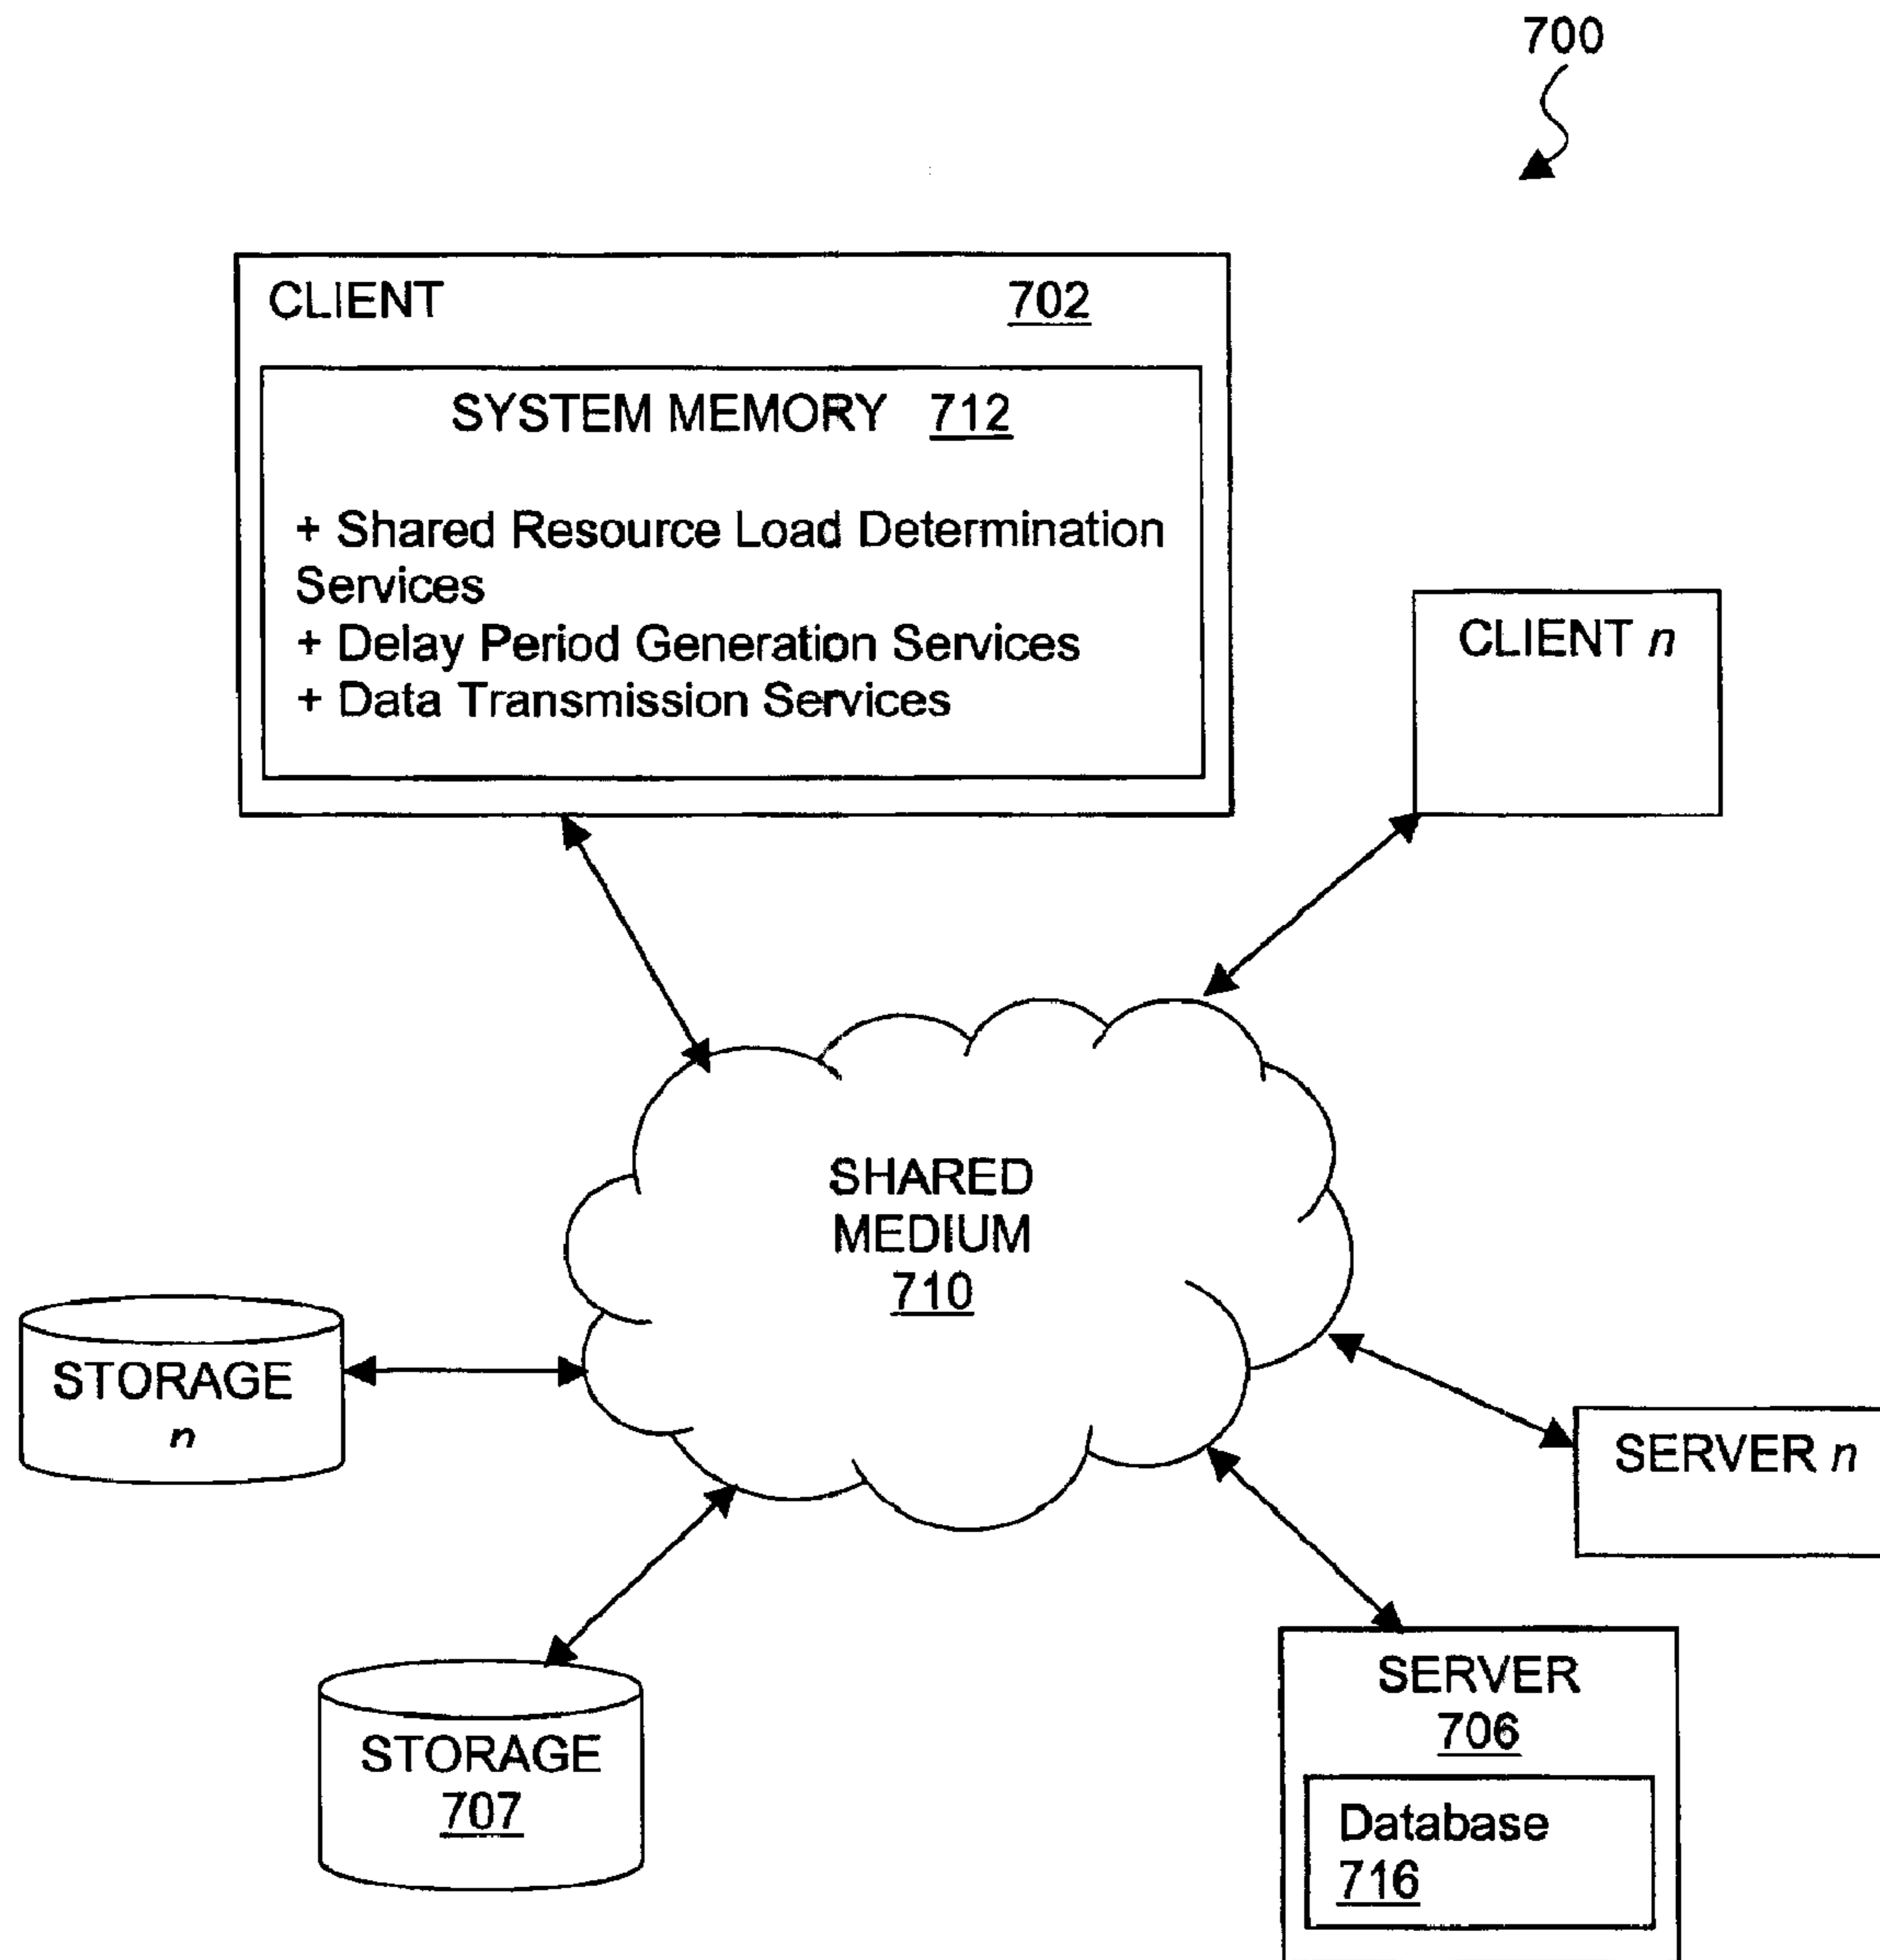 700
CLIENT 702
SYSTEM MEMORY 712
+ Shared Resource Load Determination
Services
+ Delay Period Generation Services
+ Data Transmission Services
CLIENT n
SHARED
MEDIUM
710
STORAGE
n
SERVER n
STORAGE
707
SERVER
706
Database
716